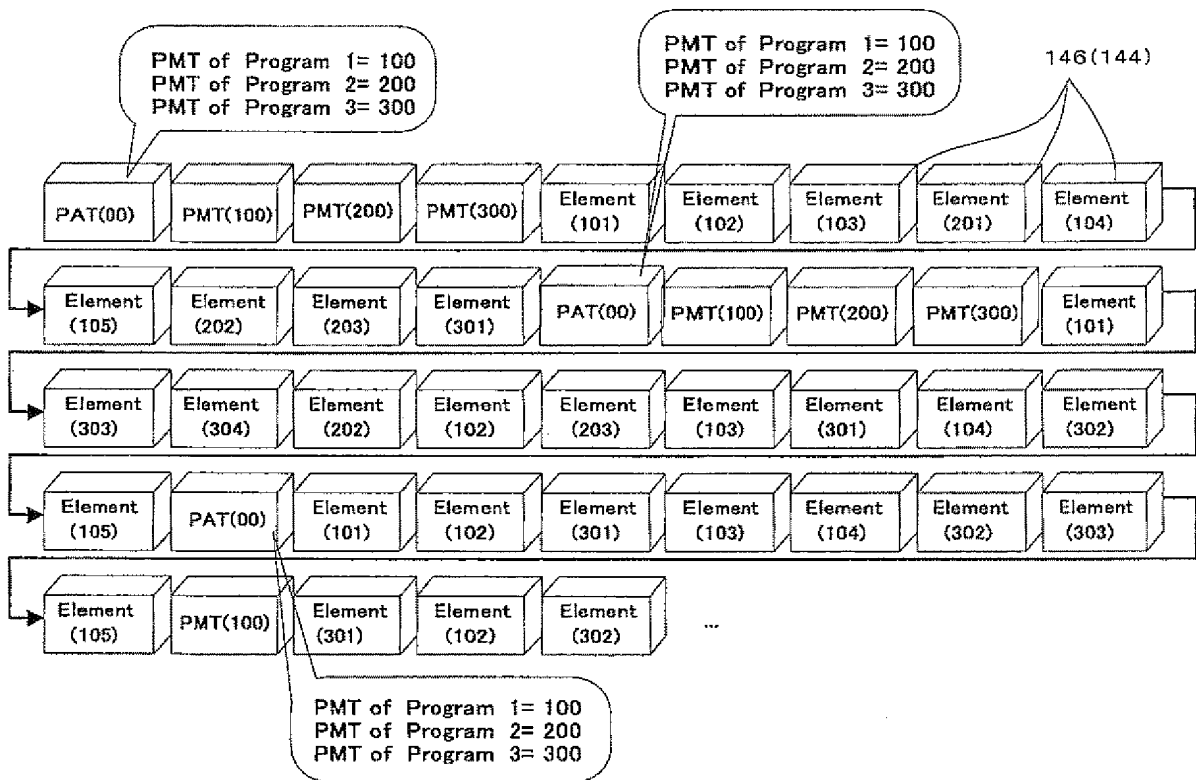 PMT of Program 1= 100
PMT of Program 2= 200
PMT of Program 3= 300
PMT of Program 1= 100
PMT of Program 2= 200
PMT of Program 3= 300
146(144)
PAT(00)
PMT(100)
PMT(200)
PMT(300)
Element
(101)
Element
(102)
Element
(103)
Element
(201)
Element
(104)
Element
(105)
Element
(202)
Element
(203)
Element
(301)
PAT(00)
PMT(100)
PMT(200)
PMT(300)
Element
(101)
Element
(303)
Element
(304)
Element
(202)
Element
(102)
Element
(203)
Element
(103)
Element
(301)
Element
(104)
Element
(302)
Element
(105)
PAT(00)
Element
(101)
Element
(102)
Element
(301)
Element
(103)
Element
(104)
Element
(302)
Element
(303)
Element
(105)
PMT(100)
Element
(301)
Element
(102)
Element
(302)
...
PMT of Program 1= 100
PMT of Program 2= 200
PMT of Program 3= 300